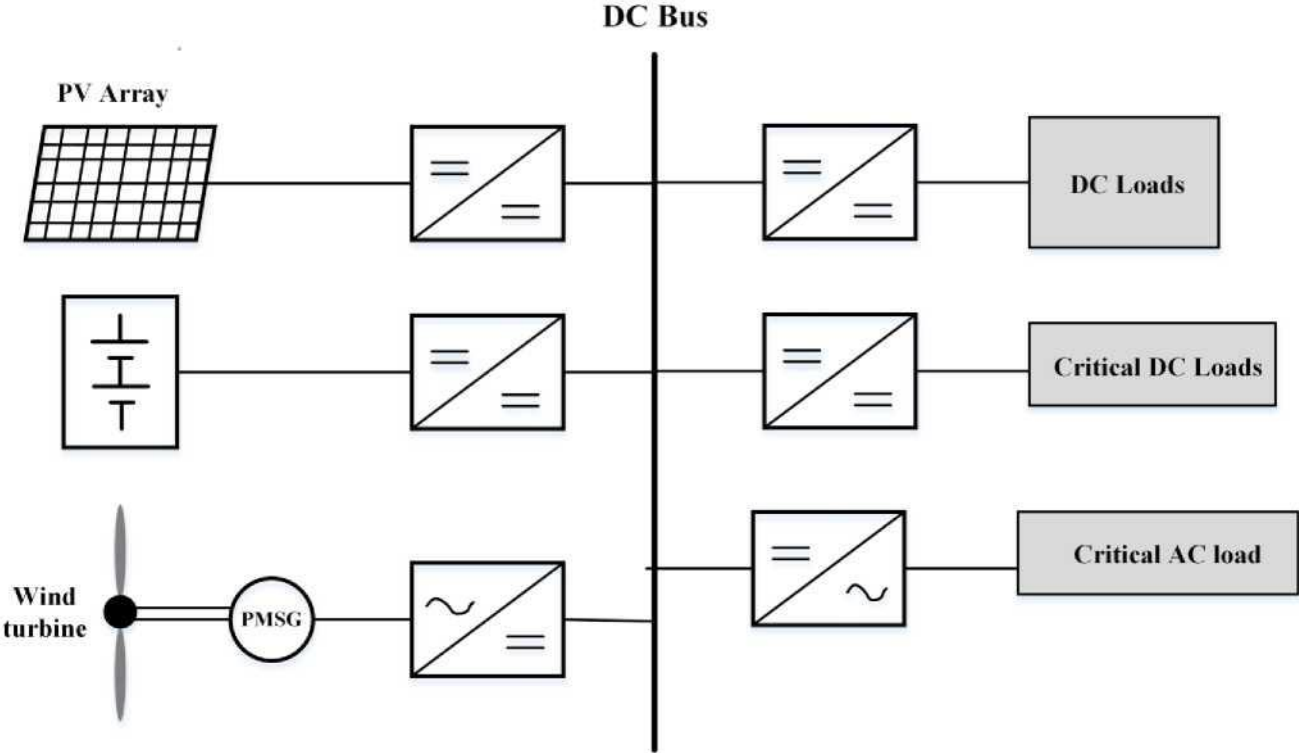 DC Bus
PV Array
DC Loads
Critical DC Loads
Critical AC load
Wind
turbine
PMSG